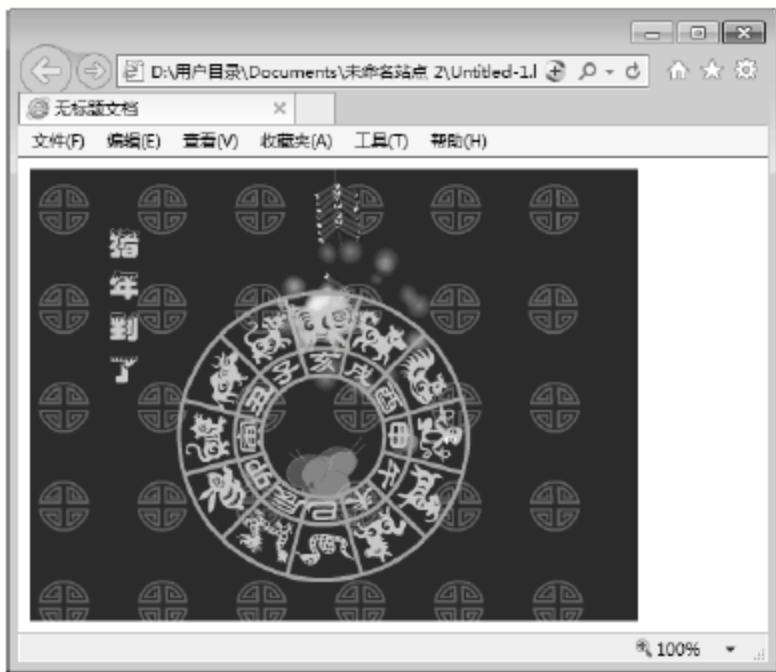 D:\用户目录\Documents\未命名站点 2\Untitled-1.l
无标题文档
文件(F) 编辑(E) 查看(V) 收藏夹(A) 工具(T) 帮助(H)
猪年到了
亥
戌
酉
申
午
未
巳
辰
卯
寅
丑
子
100%